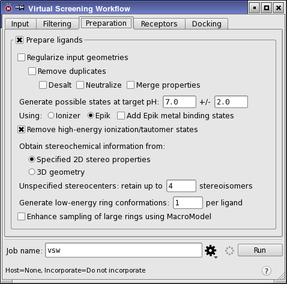 Virtual Screening Workflow
Input Filtering Preparation Receptors Docking
Prepare ligands
Regularize input geometries
Remove duplicates
Desalt Neutralize Merge properties
Generate possible states at target pH: 7.0 +/- 2.0
Using: Ionizer Epik Add Epik metal binding states
Remove high-energy ionization/tautomer states
Obtain stereochemical information from:
Specified 2D stereo properties
3D geometry
Unspecified stereocenters: retain up to 4 stereoisomers
Generate low-energy ring conformations: 1 per ligand
Enhance sampling of large rings using MacroModel
Job name: vsw Run
Host=None, Incorporate=Do not incorporate ?